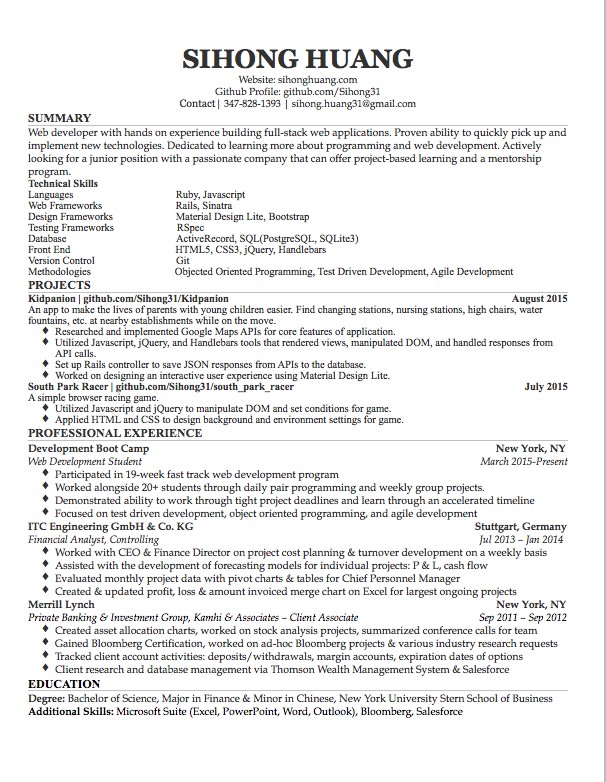 SIHONG HUANG
Website: sihonghuang.com
Github Profile: github.com/Sihong31
Contact| 347-828-1393 | sihong.huang31@gmail.com
SUMMARY
Web developer with hands on experience building full-stack web applications. Proven ability to quickly pick up and
implement new technologies. Dedicated to learning more about programming and web development. Actively
looking for a junior position with a passionate company that can offer project-based learning and a mentorship
program.
Technical Skills
Languages Ruby, Javascript
Web Frameworks Rails, Sinatra
Design Frameworks Material Design Lite, Bootstrap
Testing Frameworks RSpec
Database ActiveRecord, SQL(PostgreSQL, SQLite3)
Front End HTML5, CSS3, jQuery, Handlebars
Version Control Git
Methodologies Objected Oriented Programming, Test Driven Development, Agile Development
PROJECTS
Kidpanion | github.com/Sihong31/Kidpanion August 2015
An app to make the lives of parents with young children easier. Find changing stations, nursing stations, high chairs, water
fountains, etc. at nearby establishments while on the move.
♦ Researched and implemented Google Maps APIs for core features of application.
♦ Utilized Javascript, jQuery, and Handlebars tools that rendered views, manipulated DOM, and handled responses from
API calls.
♦ Set up Rails controller to save JSON responses from APIs to the database.
♦ Worked on designing an interactive user experience using Material Design Lite.
South Park Racer | github.com/Sihong31/south_park_racer July 2015
A simple browser racing game.
♦ Utilized Javascript and jQuery to manipulate DOM and set conditions for game.
♦ Applied HTML and CSS to design background and environment settings for game.
PROFESSIONAL EXPERIENCE
Development Boot Camp New York, NY
Web Development Student March 2015-Present
♦ Participated in 19-week fast track web development program
♦ Worked alongside 20+ students through daily pair programming and weekly group projects.
♦ Demonstrated ability to work through tight project deadlines and learn through an accelerated timeline
♦ Focused on test driven development, object oriented programming, and agile development
ITC Engineering GmbH & Co. KG Stuttgart, Germany
Financial Analyst, Controlling Jul 2013 – Jan 2014
♦ Worked with CEO & Finance Director on project cost planning & turnover development on a weekly basis
♦ Assisted with the development of forecasting models for individual projects: P & L, cash flow
♦ Evaluated monthly project data with pivot charts & tables for Chief Personnel Manager
♦ Created & updated profit, loss & amount invoiced merge chart on Excel for largest ongoing projects
Merrill Lynch New York, NY
Private Banking & Investment Group, Kamhi & Associates – Client Associate Sep 2011 – Sep 2012
♦ Created asset allocation charts, worked on stock analysis projects, summarized conference calls for team
♦ Gained Bloomberg Certification, worked on ad-hoc Bloomberg projects & various industry research requests
♦ Tracked client account activities: deposits/withdrawals, margin accounts, expiration dates of options
♦ Client research and database management via Thomson Wealth Management System & Salesforce
EDUCATION
Degree: Bachelor of Science, Major in Finance & Minor in Chinese, New York University Stern School of Business
Additional Skills: Microsoft Suite (Excel, PowerPoint, Word, Outlook), Bloomberg, Salesforce